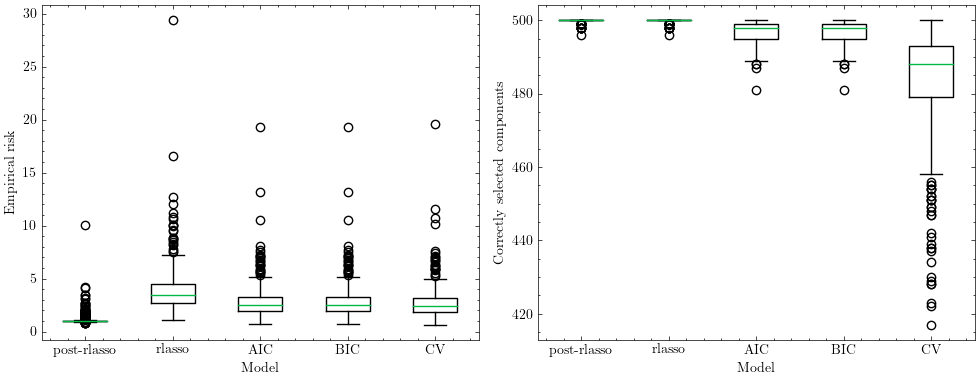 30
25
20
15
10
5
0
Empirical risk
post-rlasso rlasso AIC BIC CV
Model
500
480
460
440
420
Correctly selected components
post-rlasso rlasso AIC BIC CV
Model